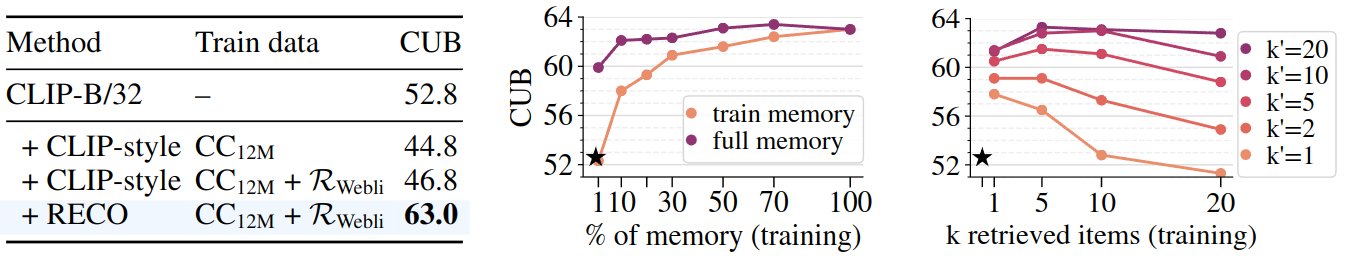 Method Train data CUB
CLIP-B/32 – 52.8
+ CLIP-style CC12M 44.8
+ CLIP-style CC12M + RWebli 46.8
+ RECO CC12M + RWebli 63.0
64
60
56
52
CUB
train memory
full memory
1 10 30 50 70 100
% of memory (training)
64
60
56
52
1 5 10 20
k retrieved items (training)
k'=20
k'=10
k'=5
k'=2
k'=1